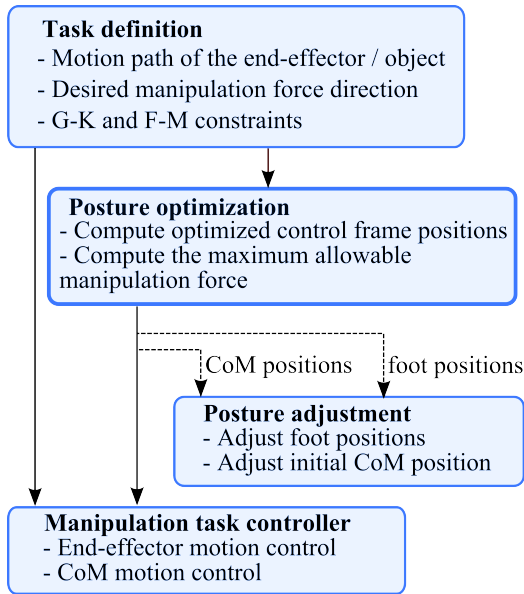 Task definition
- Motion path of the end-effector / object
- Desired manipulation force direction
- G-K and F-M constraints
Posture optimization
- Compute optimized control frame positions
- Compute the maximum allowable
manipulation force
CoM positions
foot positions
Posture adjustment
- Adjust foot positions
- Adjust initial CoM position
Manipulation task controller
- End-effector motion control
- CoM motion control